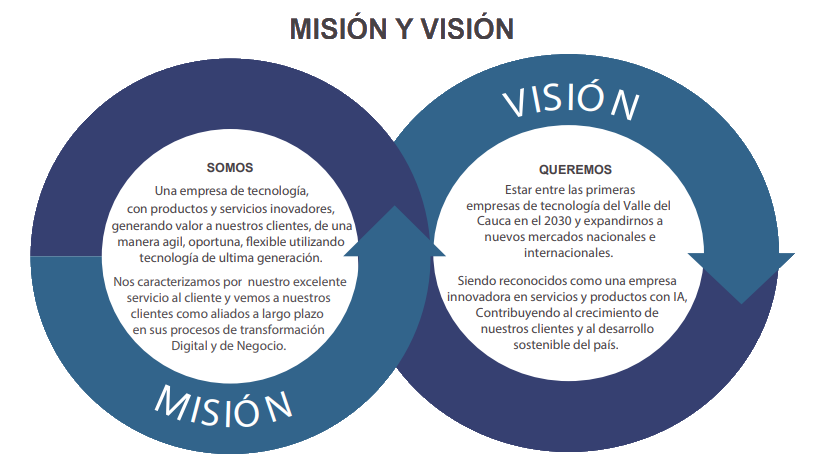 MISIÓN Y VISIÓN
SOMOS
Una empresa de tecnología,
con productos y servicios inovadores,
generando valor a nuestros clientes, de una
manera agil, oportuna, flexible utilizando
tecnología de ultima generación.
Nos caracterizamos por nuestro excelente
servicio al cliente y vemos a nuestros
clientes como aliados a largo plazo
en sus procesos de transformación
Digital y de Negocio.
MISIÓN
VISIÓN
QUEREMOS
Estar entre las primeras
empresas de tecnología del Valle del
Cauca en el 2030 y expandirnos a
nuevos mercados nacionales e
internacionales.
Siendo reconocidos como una empresa
innovadora en servicios y productos con IA,
Contribuyendo al crecimiento de
nuestros clientes y al desarrollo
sostenible del país.